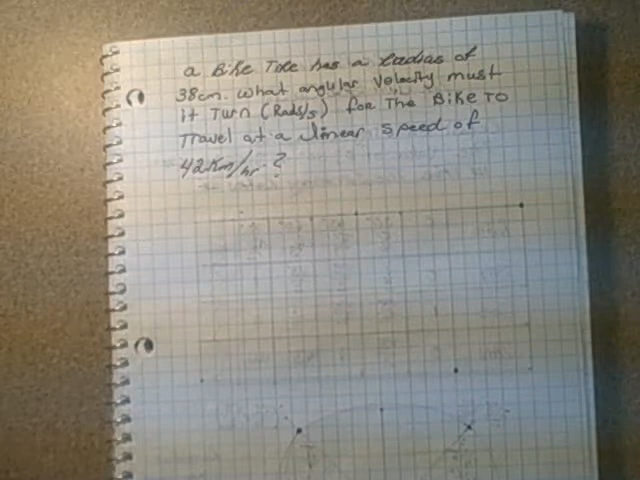 a Bike Tire has a radius of
38cm. what angular Velocity must
it Turn (Rads/s) for The Bike To
Travel at a linear speed of
42Km/hr ?